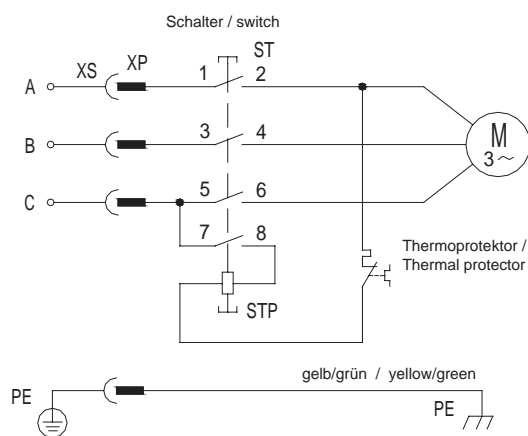 Schalter / switch
ST
XS XP
A 1 2
M
3~
B 3 4
C 5 6
7 8
Thermoprotektor /
Thermal protector
STP
gelb/grün / yellow/green
PE
PE